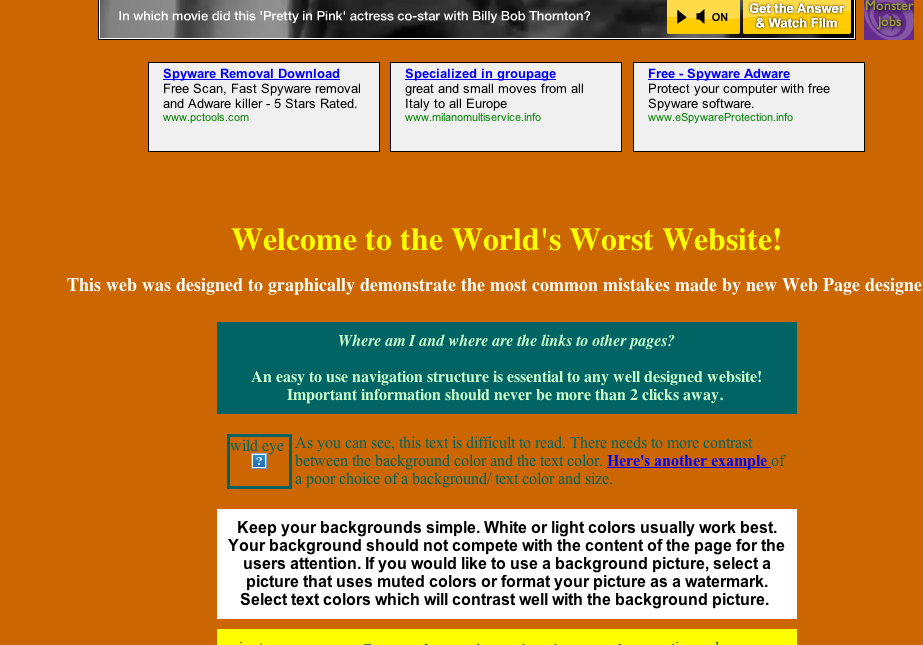 In which movie did this 'Pretty in Pink' actress co-star with Billy Bob Thornton?
ON
Get the Answer
& Watch Film
Monster
Jobs
Spyware Removal Download
Free Scan, Fast Spyware removal
and Adware killer - 5 Stars Rated.
www.pctools.com
Specialized in groupage
great and small moves from all
Italy to all Europe
www.milanomultiservice.info
Free - Spyware Adware
Protect your computer with free
Spyware software.
www.eSpywareProtection.info
Welcome to the World's Worst Website!
This web was designed to graphically demonstrate the most common mistakes made by new Web Page designe
Where am I and where are the links to other pages?
An easy to use navigation structure is essential to any well designed website!
Important information should never be more than 2 clicks away.
wild eye
?
As you can see, this text is difficult to read. There needs to more contrast
between the background color and the text color. Here's another example of
a poor choice of a background/ text color and size.
Keep your backgrounds simple. White or light colors usually work best.
Your background should not compete with the content of the page for the
users attention. If you would like to use a background picture, select a
picture that uses muted colors or format your picture as a watermark.
Select text colors which will contrast well with the background picture.